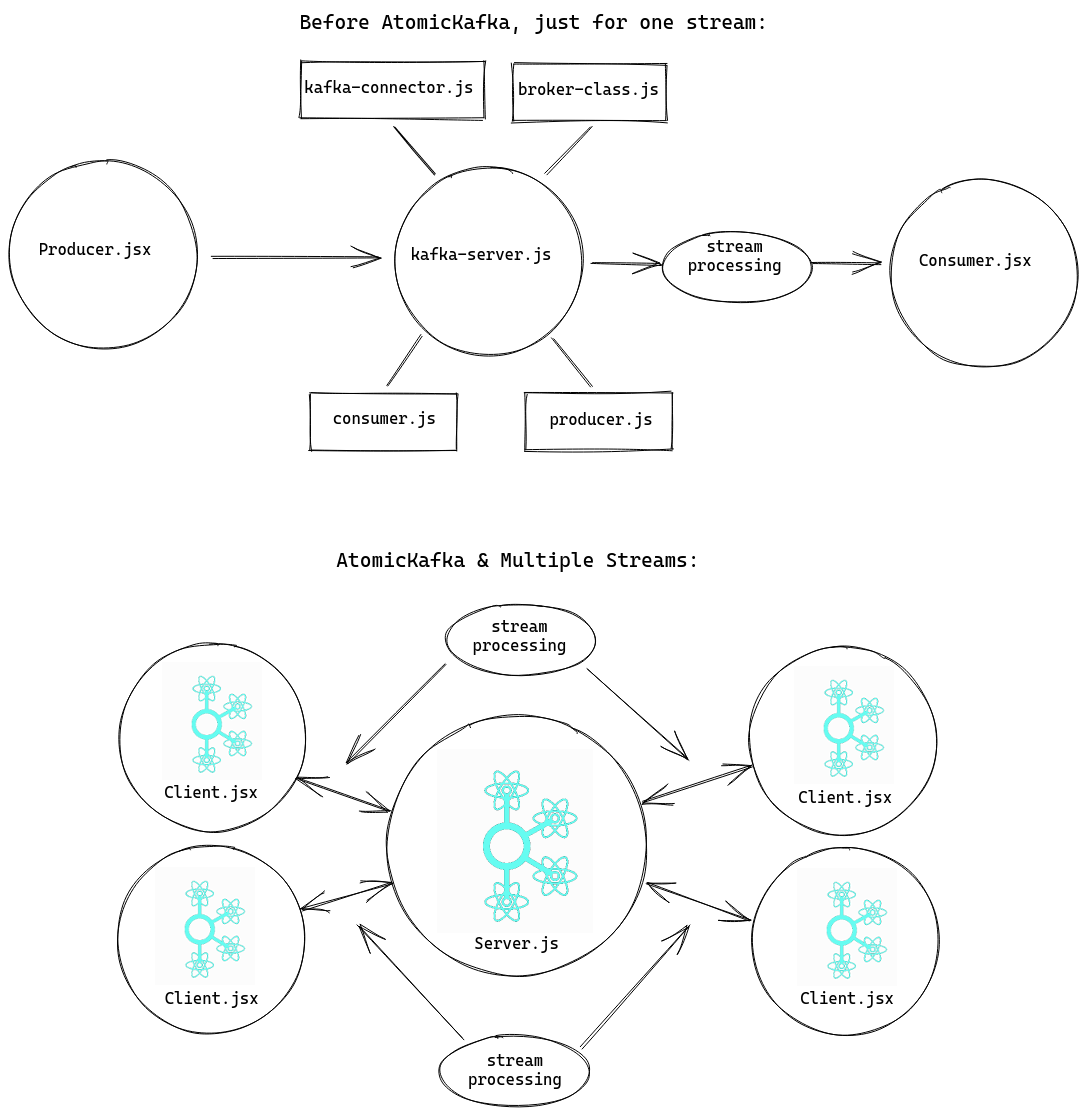 Before AtomicKafka, just for one stream:
kafka-connector.js
broker-class.js
Producer.jsx
kafka-server.js
stream
processing
Consumer.jsx
consumer.js
producer.js
AtomicKafka & Multiple Streams:
stream
processing
Client.jsx
Client.jsx
Server.js
Client.jsx
Client.jsx
stream
processing